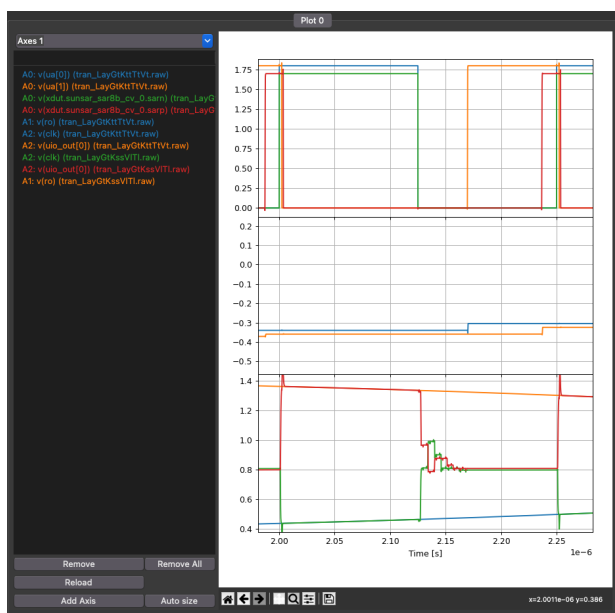 Plot 0
Axes 1
A0: v(ua[0]) (tran_LayGtKttTtVt.raw)
A0: v(ua[1]) (tran_LayGtKttTtVt.raw)
A0: v(xdut.sunsar_sar8b_cv_0.sarn) (tran_LayG
A0: v(xdut.sunsar_sar8b_cv_0.sarp) (tran_LayG
A1: v(ro) (tran_LayGtKttTtVt.raw)
A2: v(clk) (tran_LayGtKttTtVt.raw)
A2: v(uio_out[0]) (tran_LayGtKttTtVt.raw)
A2: v(clk) (tran_LayGtKssVlTl.raw)
A2: v(uio_out[0]) (tran_LayGtKssVlTl.raw)
A1: v(ro) (tran_LayGtKssVlTl.raw)
1.75
1.50
1.25
1.00
0.75
0.50
0.25
0.00
0.2
0.1
0.0
−0.1
−0.2
−0.3
−0.4
−0.5
1.4
1.2
1.0
0.8
0.6
0.4
2.00 2.05 2.10 2.15 2.20 2.25
Time [s]
1e−6
Remove Remove All
Reload
Add Axis Auto size
x=2.0011e-06 y=0.386